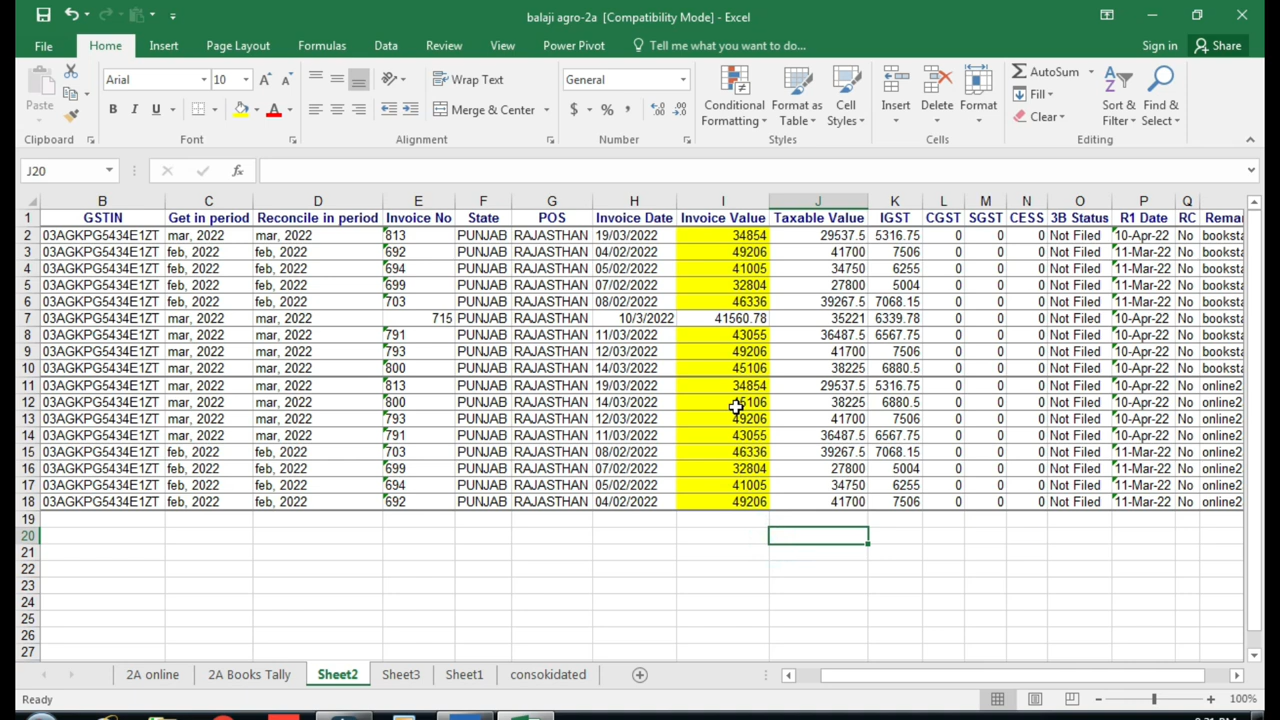 balaji agro-2a [Compatibility Mode] - Excel
File Home Insert Page Layout Formulas Data Review View Power Pivot Tell me what you want to do... Sign in Share
Paste Arial 10 Wrap Text General Conditional Formatting Format as Table Cell Styles Insert Delete Format AutoSum Sort & Filter Find & Select
B I U A Merge & Center $ % , Fill
Clear
Clipboard Font Alignment Number Styles Cells Editing
J20 fx
B C D E F G H I J K L M N O P Q R
1 GSTIN Get in period Reconcile in period Invoice No State POS Invoice Date Invoice Value Taxable Value IGST CGST SGST CESS 3B Status R1 Date RC Remar
2 03AGKPG5434E1ZT mar, 2022 mar, 2022 813 PUNJAB RAJASTHAN 19/03/2022 34854 29537.5 5316.75 0 0 0 Not Filed 10-Apr-22 No booksta
3 03AGKPG5434E1ZT feb, 2022 feb, 2022 692 PUNJAB RAJASTHAN 04/02/2022 49206 41700 7506 0 0 0 Not Filed 11-Mar-22 No booksta
4 03AGKPG5434E1ZT feb, 2022 feb, 2022 694 PUNJAB RAJASTHAN 05/02/2022 41005 34750 6255 0 0 0 Not Filed 11-Mar-22 No booksta
5 03AGKPG5434E1ZT feb, 2022 feb, 2022 699 PUNJAB RAJASTHAN 07/02/2022 32804 27800 5004 0 0 0 Not Filed 11-Mar-22 No booksta
6 03AGKPG5434E1ZT feb, 2022 feb, 2022 703 PUNJAB RAJASTHAN 08/02/2022 46336 39267.5 7068.15 0 0 0 Not Filed 11-Mar-22 No booksta
7 03AGKPG5434E1ZT mar, 2022 mar, 2022 715 PUNJAB RAJASTHAN 10/3/2022 41560.78 35221 6339.78 0 0 0 Not Filed 10-Apr-22 No booksta
8 03AGKPG5434E1ZT mar, 2022 mar, 2022 791 PUNJAB RAJASTHAN 11/03/2022 43055 36487.5 6567.75 0 0 0 Not Filed 10-Apr-22 No booksta
9 03AGKPG5434E1ZT mar, 2022 mar, 2022 793 PUNJAB RAJASTHAN 12/03/2022 49206 41700 7506 0 0 0 Not Filed 10-Apr-22 No booksta
10 03AGKPG5434E1ZT mar, 2022 mar, 2022 800 PUNJAB RAJASTHAN 14/03/2022 45106 38225 6880.5 0 0 0 Not Filed 10-Apr-22 No booksta
11 03AGKPG5434E1ZT mar, 2022 mar, 2022 813 PUNJAB RAJASTHAN 19/03/2022 34854 29537.5 5316.75 0 0 0 Not Filed 10-Apr-22 No online2
12 03AGKPG5434E1ZT mar, 2022 mar, 2022 800 PUNJAB RAJASTHAN 14/03/2022 45106 38225 6880.5 0 0 0 Not Filed 10-Apr-22 No online2
13 03AGKPG5434E1ZT mar, 2022 mar, 2022 793 PUNJAB RAJASTHAN 12/03/2022 49206 41700 7506 0 0 0 Not Filed 10-Apr-22 No online2
14 03AGKPG5434E1ZT mar, 2022 mar, 2022 791 PUNJAB RAJASTHAN 11/03/2022 43055 36487.5 6567.75 0 0 0 Not Filed 10-Apr-22 No online2
15 03AGKPG5434E1ZT feb, 2022 feb, 2022 703 PUNJAB RAJASTHAN 08/02/2022 46336 39267.5 7068.15 0 0 0 Not Filed 11-Mar-22 No online2
16 03AGKPG5434E1ZT feb, 2022 feb, 2022 699 PUNJAB RAJASTHAN 07/02/2022 32804 27800 5004 0 0 0 Not Filed 11-Mar-22 No online2
17 03AGKPG5434E1ZT feb, 2022 feb, 2022 694 PUNJAB RAJASTHAN 05/02/2022 41005 34750 6255 0 0 0 Not Filed 11-Mar-22 No online2
18 03AGKPG5434E1ZT feb, 2022 feb, 2022 692 PUNJAB RAJASTHAN 04/02/2022 49206 41700 7506 0 0 0 Not Filed 11-Mar-22 No online2
19
20
21
22
23
24
25
26
27
2A online 2A Books Tally Sheet2 Sheet3 Sheet1 consokidated
Ready 100%